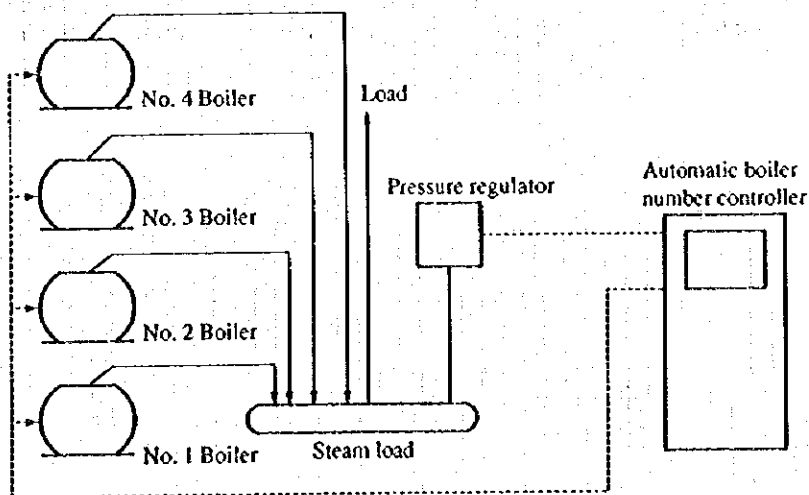 No. 4 Boiler
Load
No. 3 Boiler
Pressure regulator
Automatic boiler
number controller
No. 2 Boiler
No. 1 Boiler
Steam load